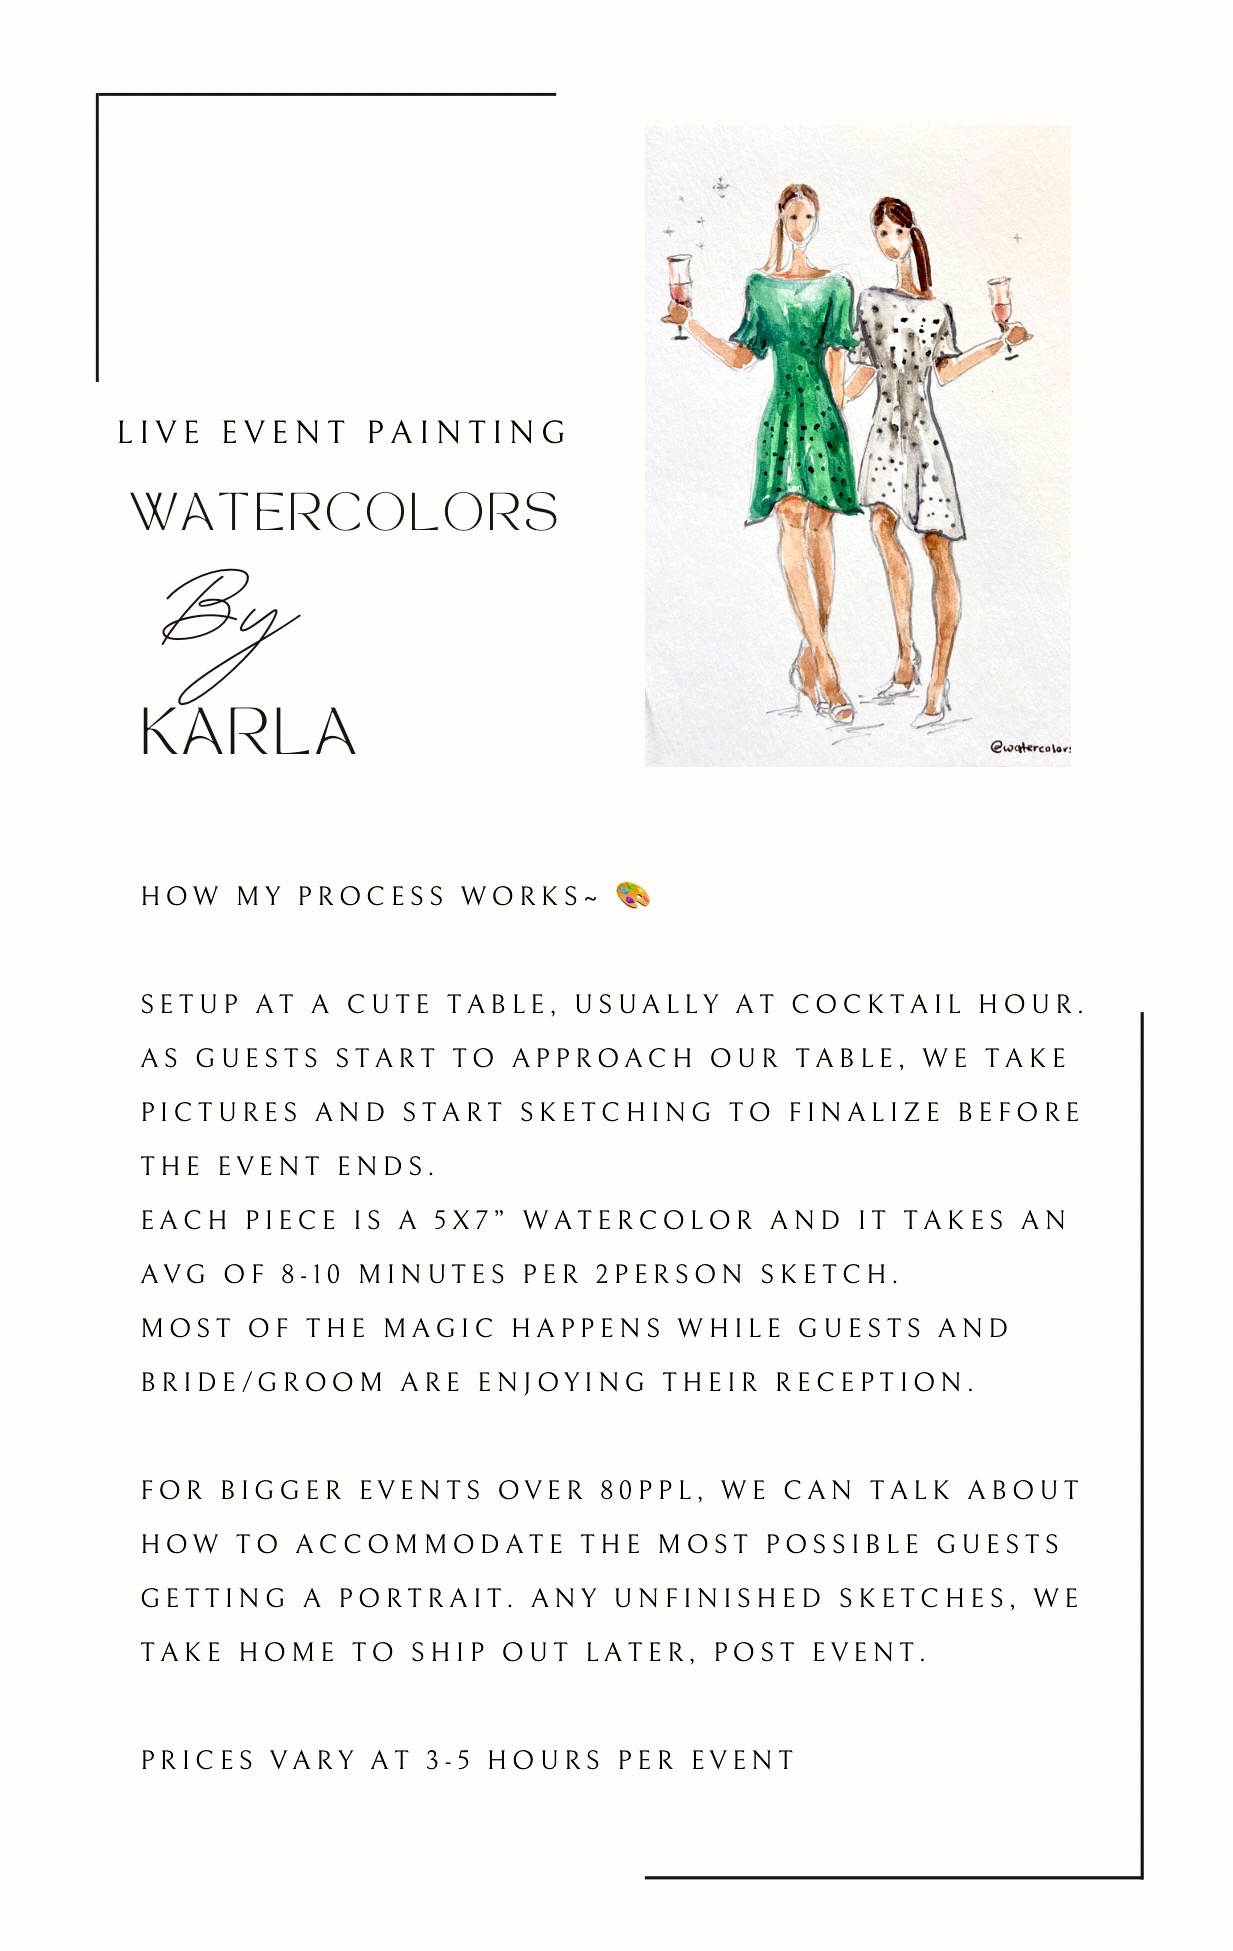 LIVE EVENT PAINTING
WATERCOLORS
By
KARLA
@watercolors
HOW MY PROCESS WORKS~ 🎨
SETUP AT A CUTE TABLE, USUALLY AT COCKTAIL HOUR.
AS GUESTS START TO APPROACH OUR TABLE, WE TAKE
PICTURES AND START SKETCHING TO FINALIZE BEFORE
THE EVENT ENDS.
EACH PIECE IS A 5X7” WATERCOLOR AND IT TAKES AN
AVG OF 8-10 MINUTES PER 2PERSON SKETCH.
MOST OF THE MAGIC HAPPENS WHILE GUESTS AND
BRIDE/GROOM ARE ENJOYING THEIR RECEPTION.
FOR BIGGER EVENTS OVER 80PPL, WE CAN TALK ABOUT
HOW TO ACCOMMODATE THE MOST POSSIBLE GUESTS
GETTING A PORTRAIT. ANY UNFINISHED SKETCHES, WE
TAKE HOME TO SHIP OUT LATER, POST EVENT.
PRICES VARY AT 3-5 HOURS PER EVENT